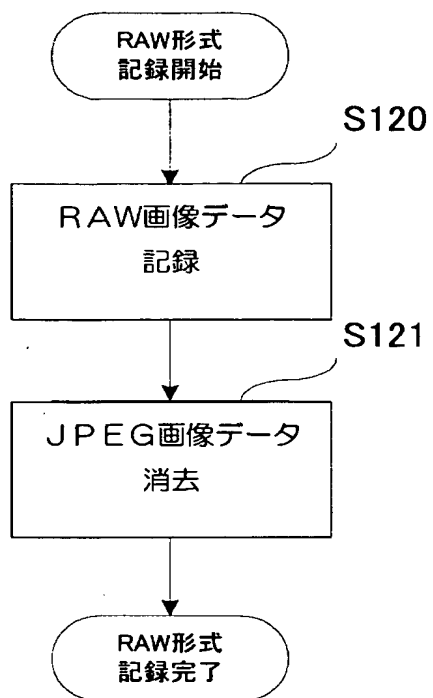 RAW形式
記録開始
S120
RAW画像データ
記録
S121
JPEG画像データ
消去
RAW形式
記録完了